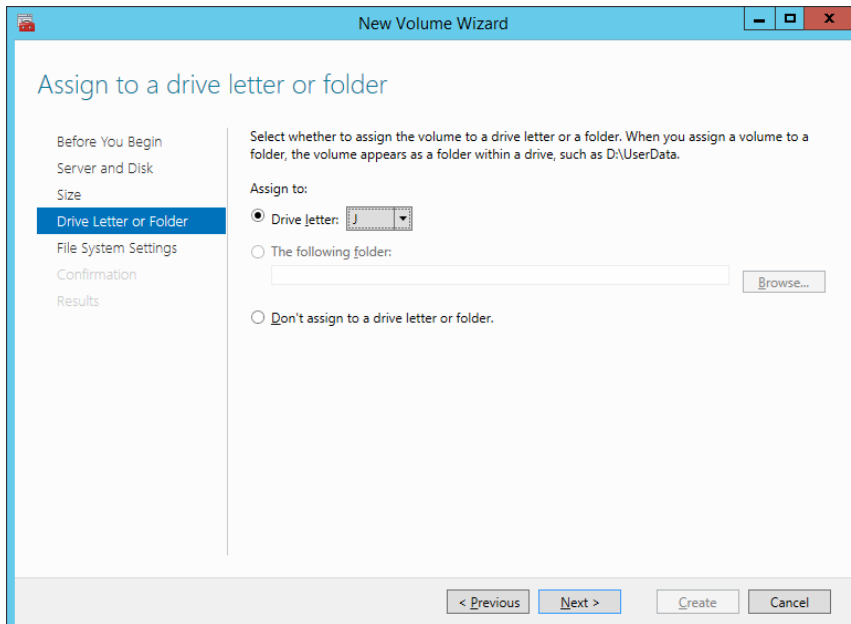 New Volume Wizard
Assign to a drive letter or folder
Before You Begin
Server and Disk
Size
Drive Letter or Folder
File System Settings
Confirmation
Results
Select whether to assign the volume to a drive letter or a folder. When you assign a volume to a
folder, the volume appears as a folder within a drive, such as D:\UserData.
Assign to:
Drive letter: J
The following folder:
Browse...
Don't assign to a drive letter or folder.
< Previous Next > Create Cancel